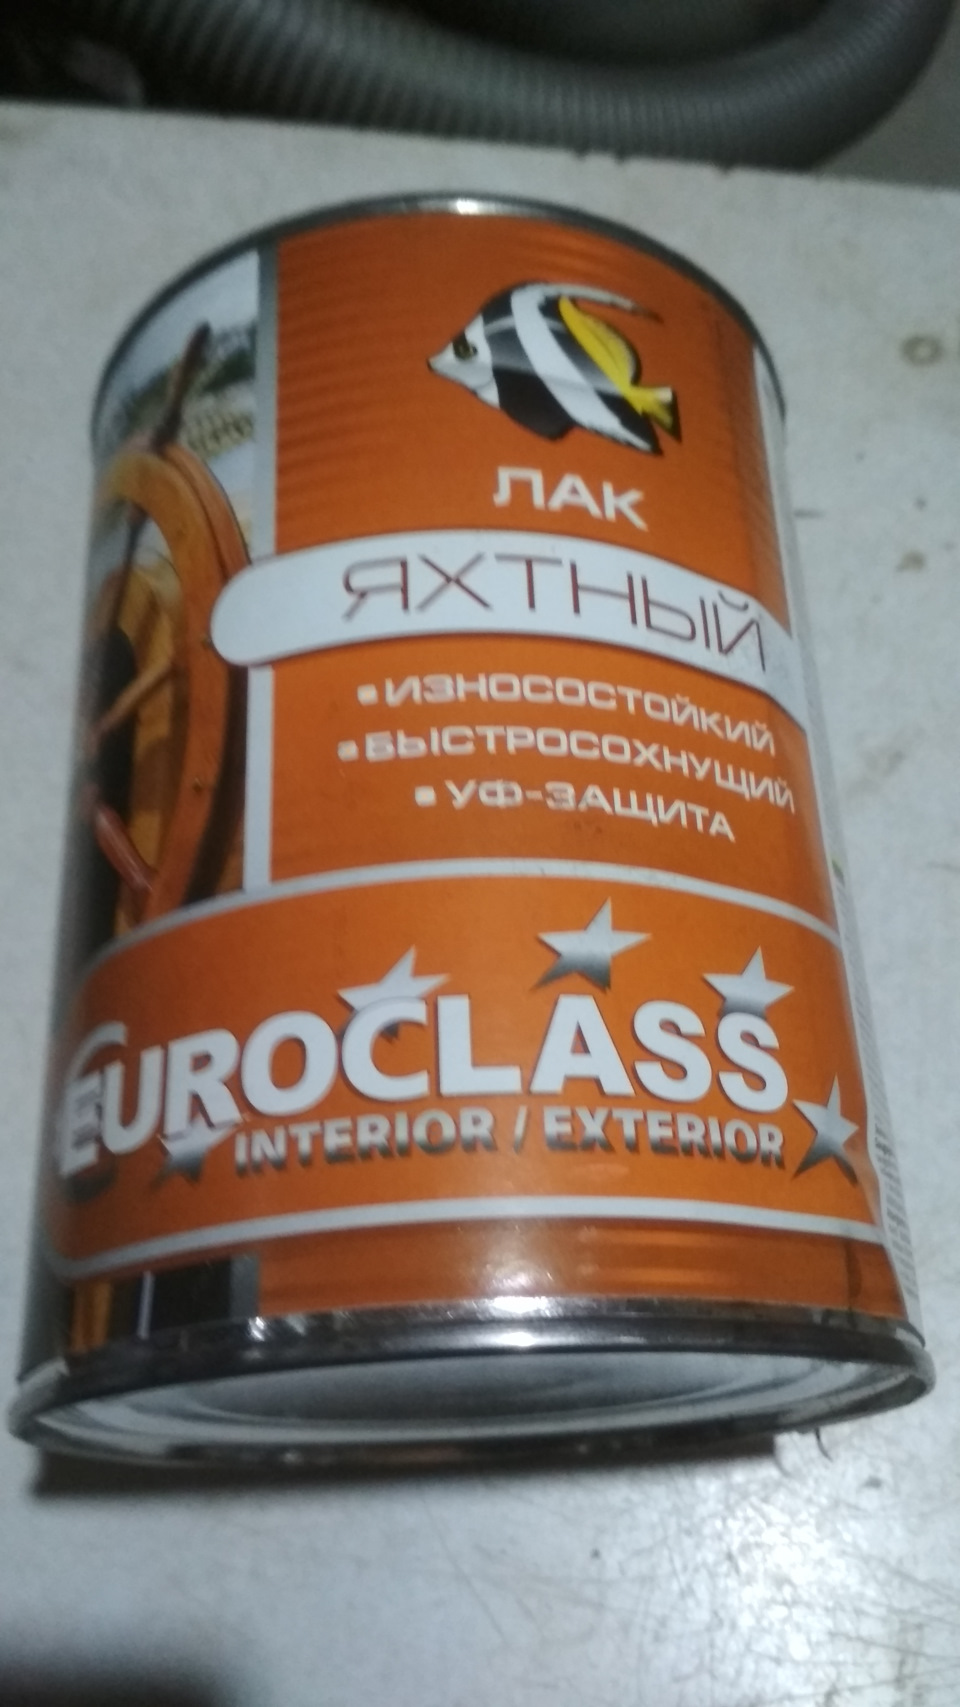 ЛАК
ЯХТНЫЙ
▪ ИЗНОСОСТОЙКИЙ
▪ БЫСТРОСОХНУЩИЙ
▪ УФ-ЗАЩИТА
EUROCLASS
INTERIOR / EXTERIOR